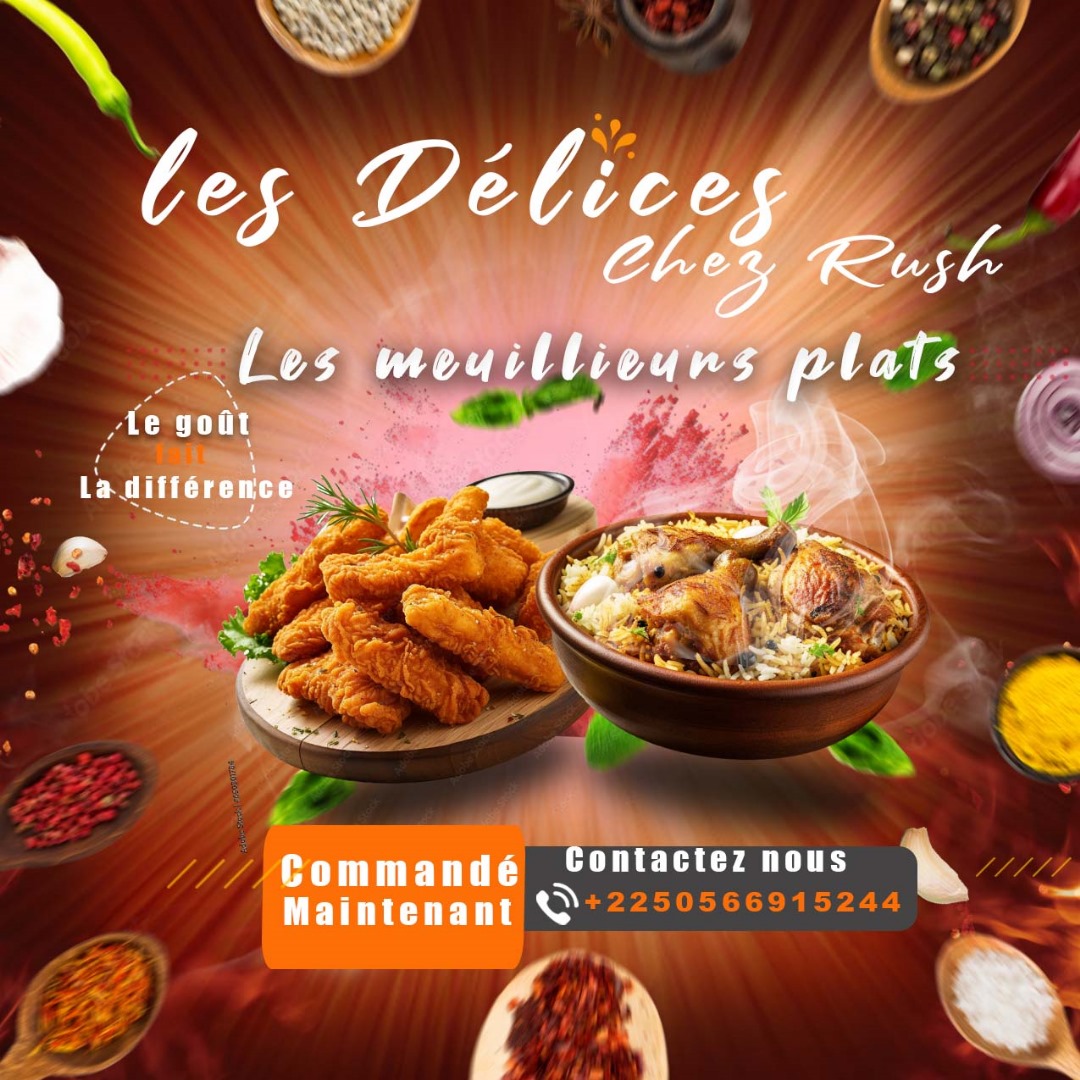 les Délices
Chez Rush
Les meuillieurs plats
Le goût
fait
La différence
Commandé
Maintenant
Contactez nous
+2250566915244